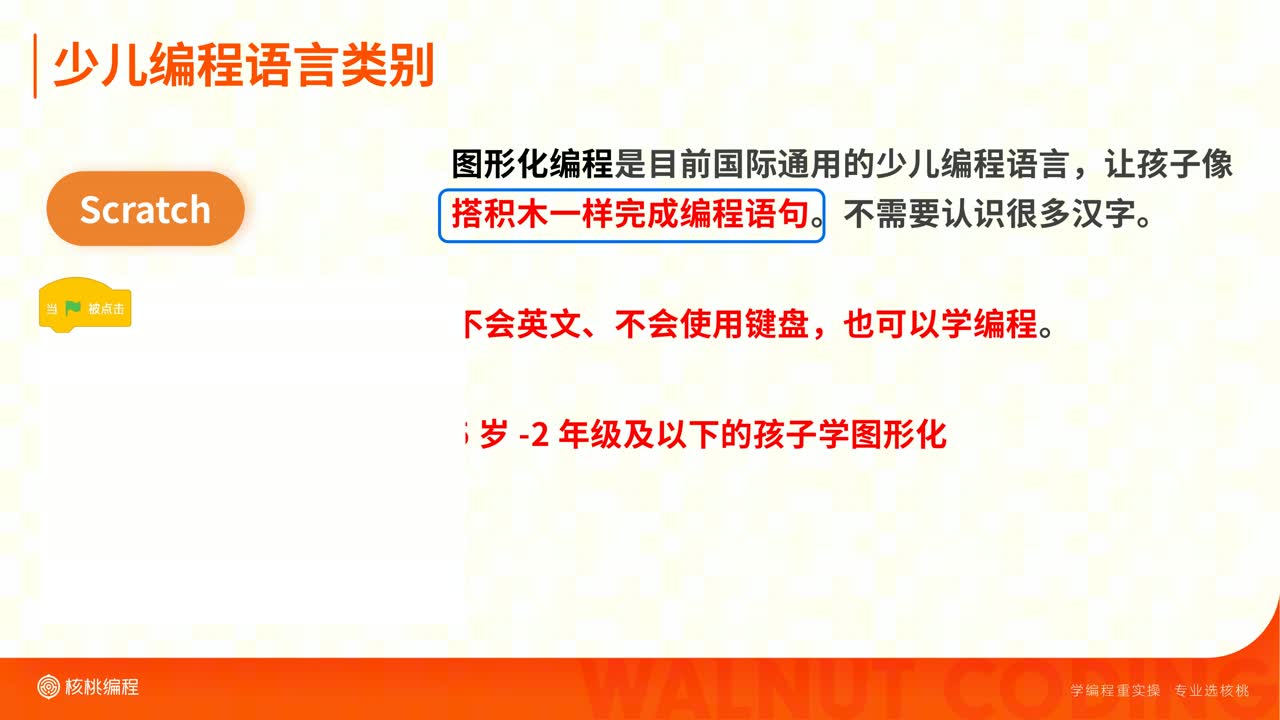 少儿编程语言类别
Scratch
图形化编程是目前国际通用的少儿编程语言，让孩子像
搭积木一样完成编程语句。不需要认识很多汉字。
当 被点击
不会英文、不会使用键盘，也可以学编程。
岁 -2 年级及以下的孩子学图形化
核桃编程
WALNUT CODING
学编程重实操 专业选核桃